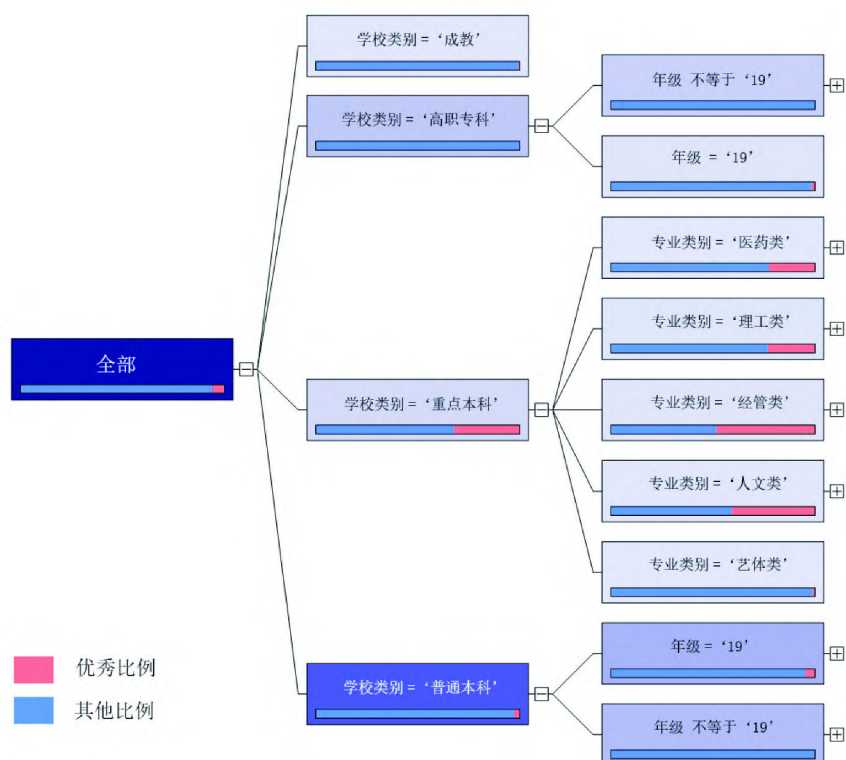 学校类别 = ‘成教’
学校类别 = ‘高职专科’
年级 不等于 ‘19’
年级 = ‘19’
全部
学校类别 = ‘重点本科’
专业类别 = ‘医药类’
专业类别 = ‘理工类’
专业类别 = ‘经管类’
专业类别 = ‘人文类’
专业类别 = ‘艺体类’
学校类别 = ‘普通本科’
年级 = ‘19’
年级 不等于 ‘19’
优秀比例
其他比例